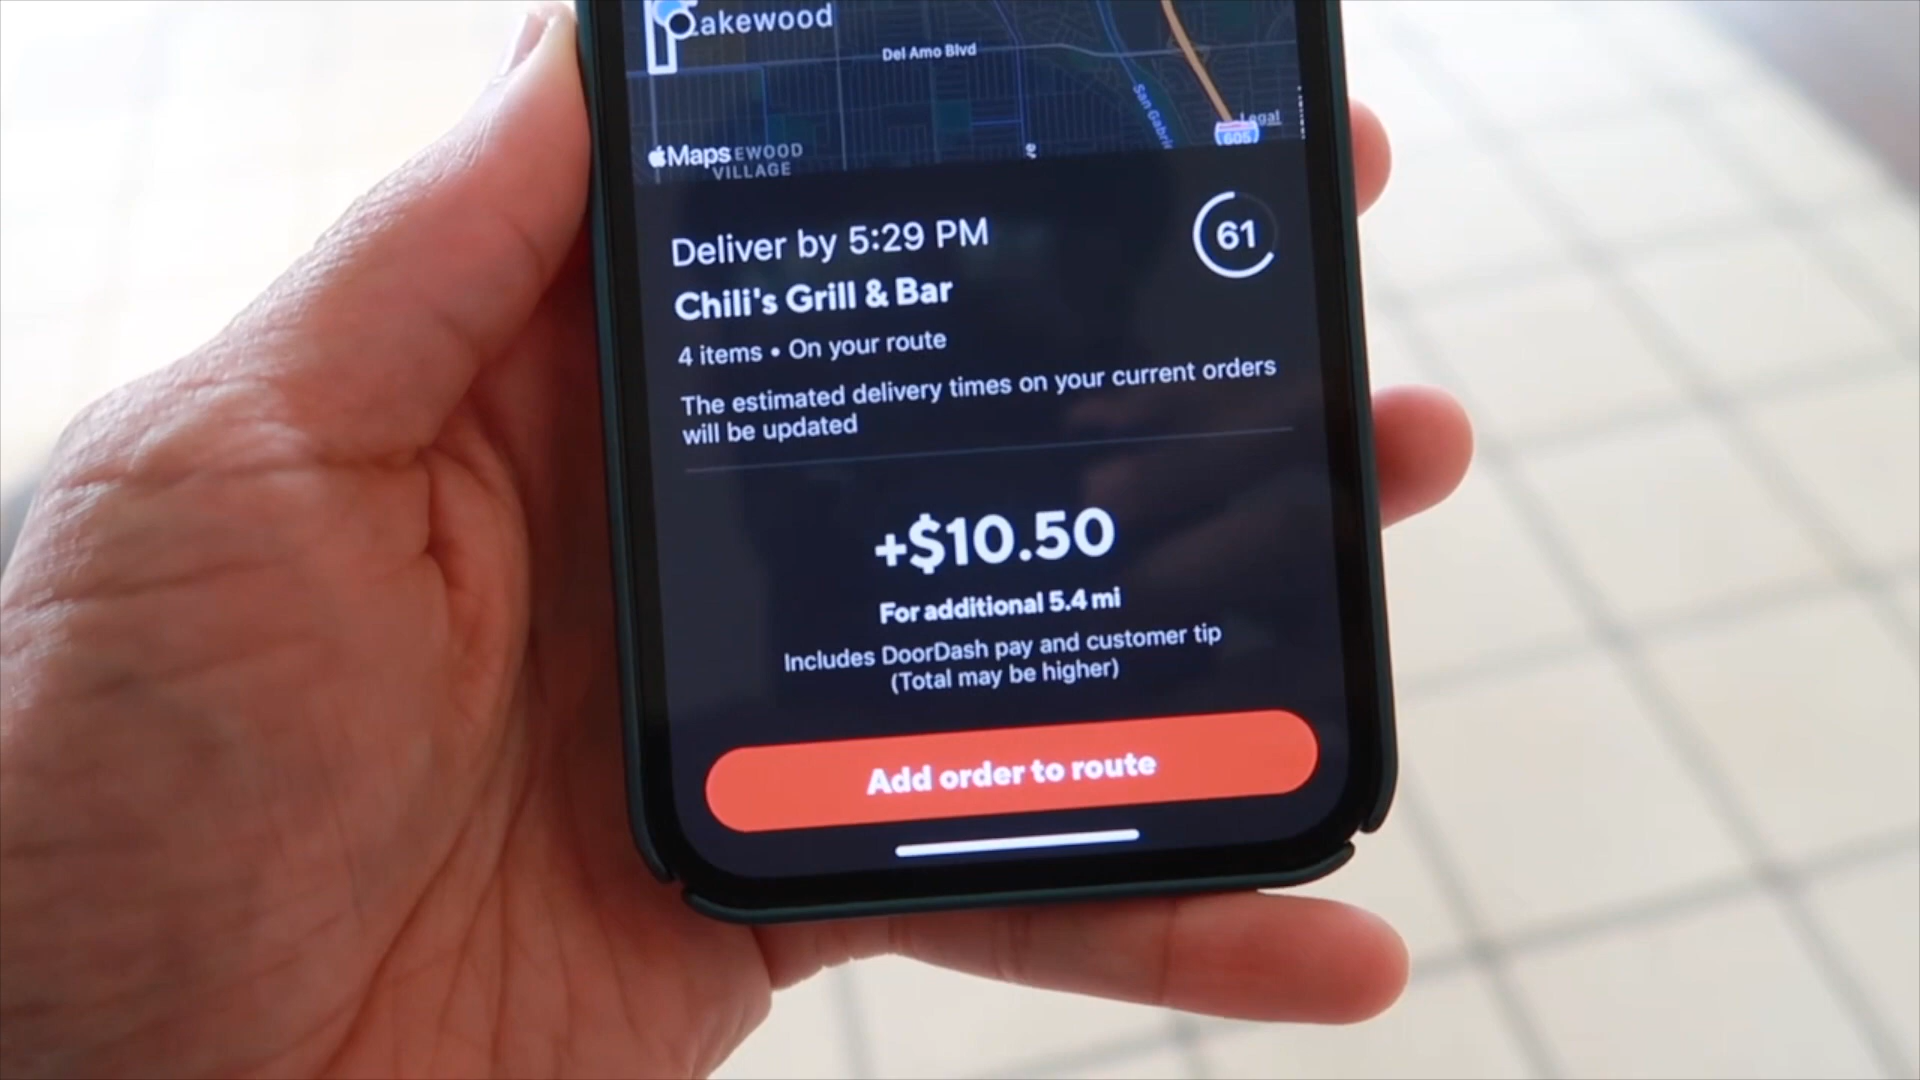 Lakewood
Del Amo Blvd
San Gabri
Legal
605
Maps
EWOOD
VILLAGE
Deliver by 5:29 PM
61
Chili's Grill & Bar
4 items • On your route
The estimated delivery times on your current orders
will be updated
+$10.50
For additional 5.4 mi
Includes DoorDash pay and customer tip
(Total may be higher)
Add order to route